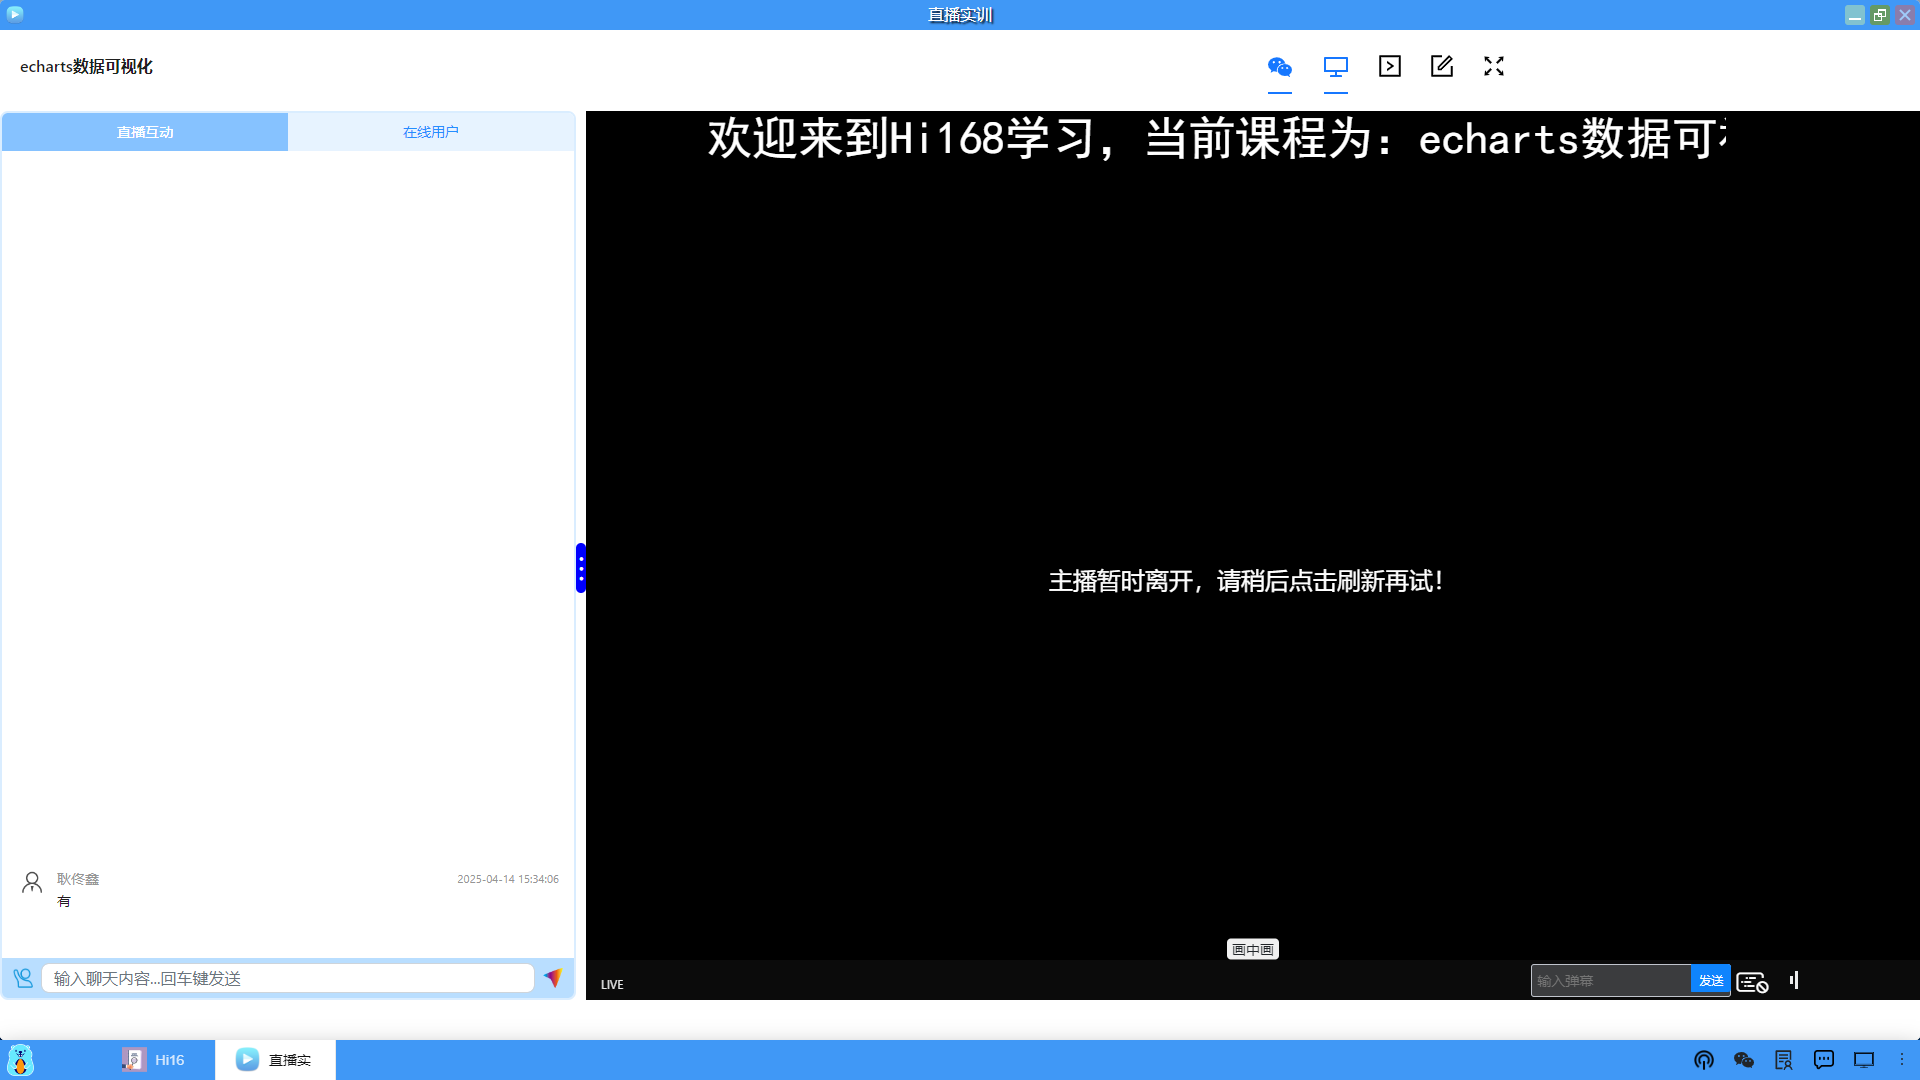 直播实训
echarts数据可视化
直播互动
在线用户
欢迎来到Hi168学习，当前课程为：echarts数据可
主播暂时离开，请稍后点击刷新再试！
耿佟鑫
2025-04-14 15:34:06
有
画中画
输入聊天内容...回车键发送
LIVE
输入弹幕
发送
Hi16
直播实